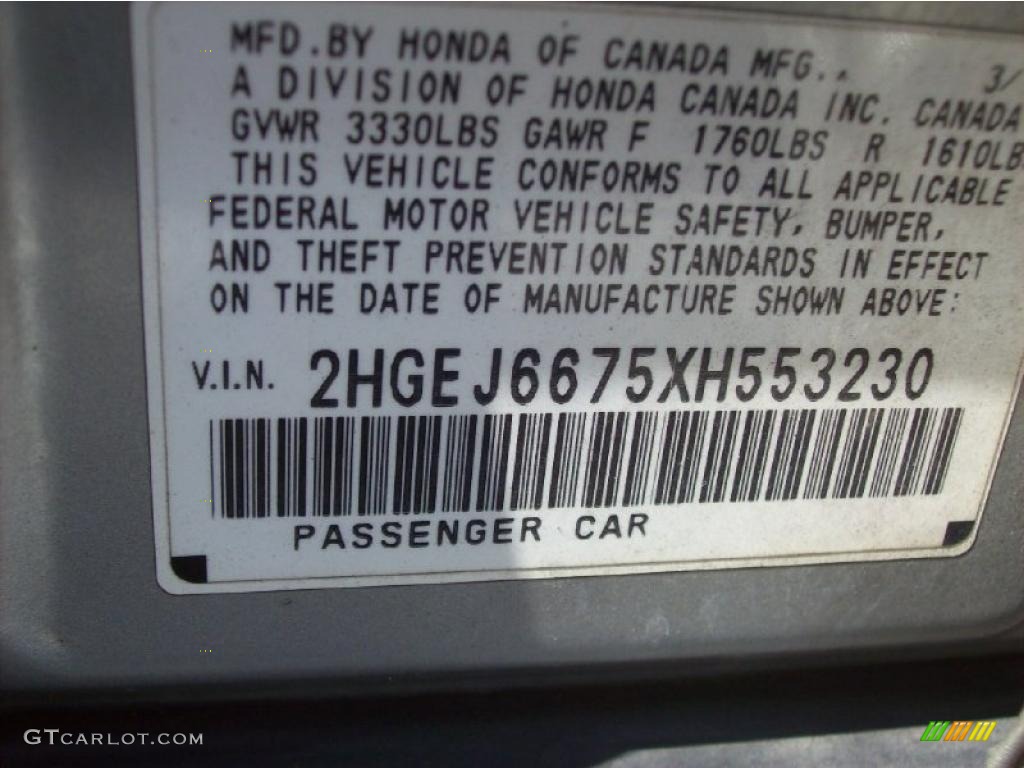 MFD.BY HONDA OF CANADA MFG., 3/
A DIVISION OF HONDA CANADA INC. CANADA
GVWR 3330LBS GAWR F 1760LBS R 1610LB
THIS VEHICLE CONFORMS TO ALL APPLICABLE
FEDERAL MOTOR VEHICLE SAFETY, BUMPER,
AND THEFT PREVENTION STANDARDS IN EFFECT
ON THE DATE OF MANUFACTURE SHOWN ABOVE:
V.I.N. 2HGEJ6675XH553230
PASSENGER CAR
GTCARLOT.COM